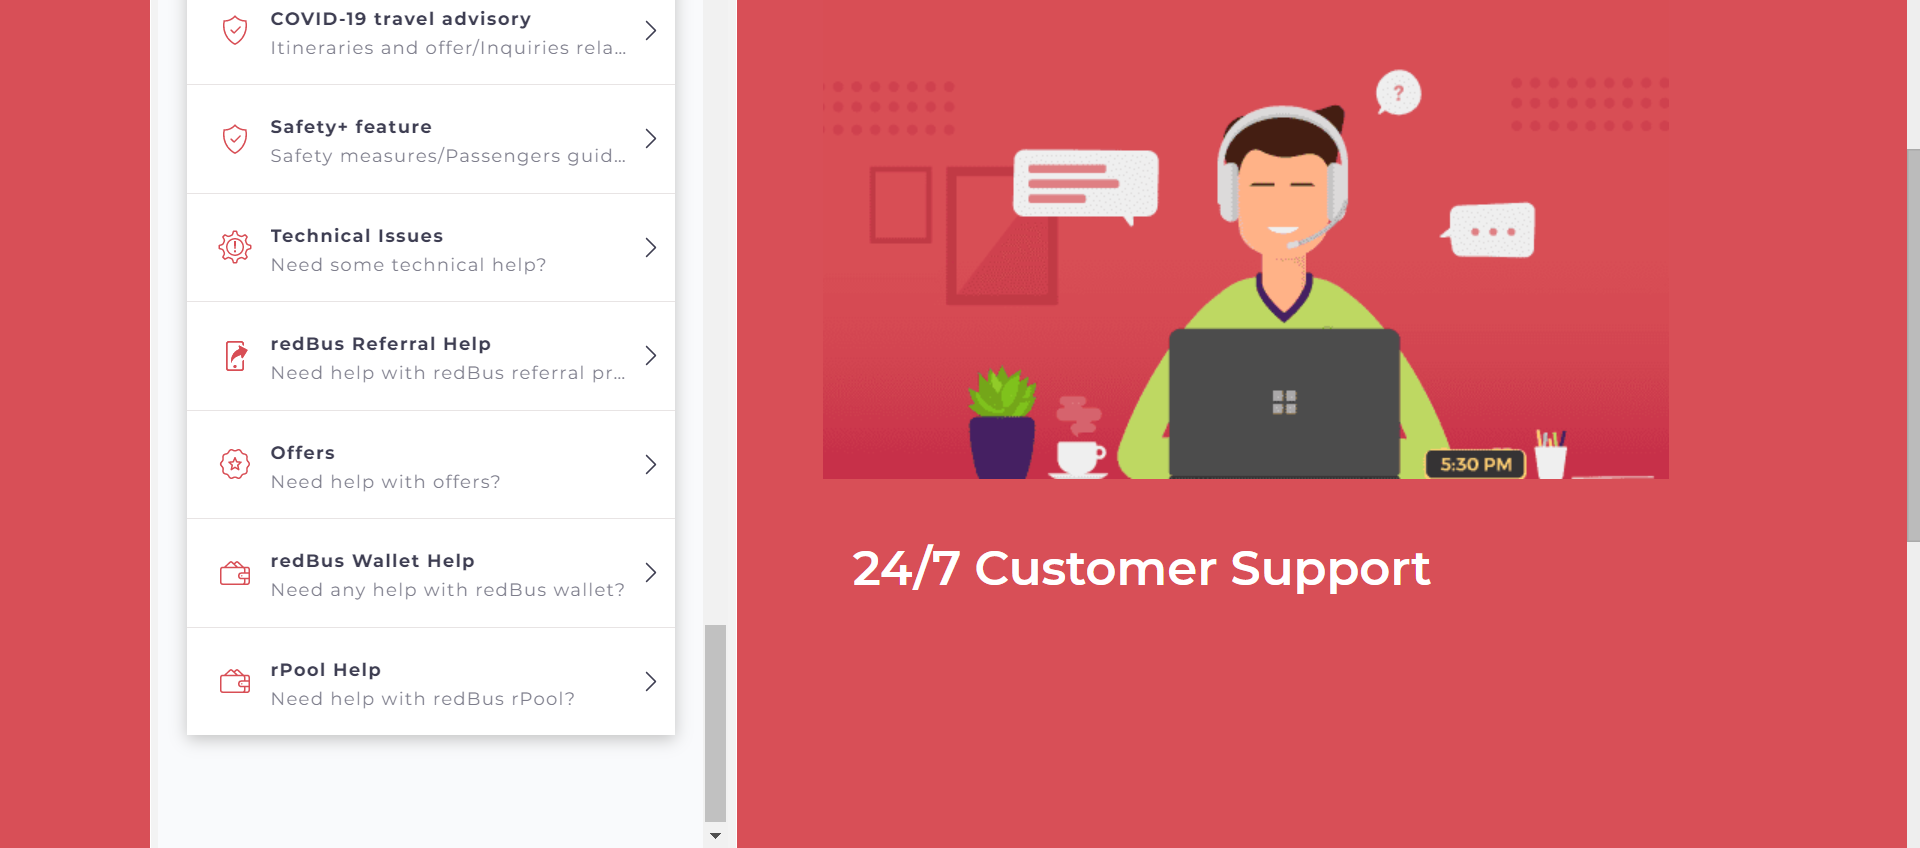 COVID-19 travel advisory
Itineraries and offer/Inquiries rela...
Safety+ feature
Safety measures/Passengers guid...
Technical Issues
Need some technical help?
redBus Referral Help
Need help with redBus referral pr...
Offers
Need help with offers?
redBus Wallet Help
Need any help with redBus wallet?
rPool Help
Need help with redBus rPool?
?
5:30 PM
24/7 Customer Support